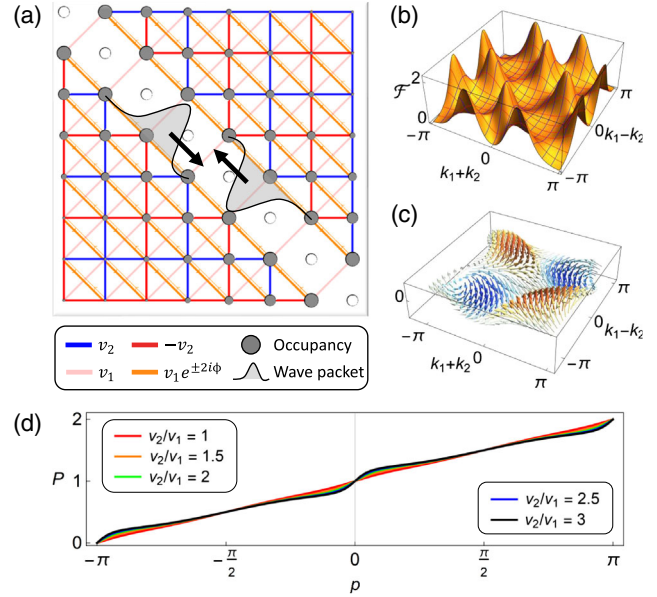 (a)
v₂
−v₂
Occupancy
v₁
v₁e^{±2iϕ}
Wave packet
(b)
2
ℱ
0
−π
0
k₁+k₂
π
−π
0
k₁−k₂
π
(c)
0
−π
0
k₁+k₂
π
−π
0
k₁−k₂
π
(d)
2
P
1
0
v₂/v₁ = 1
v₂/v₁ = 1.5
v₂/v₁ = 2
v₂/v₁ = 2.5
v₂/v₁ = 3
−π
−π/2
0
π/2
π
p